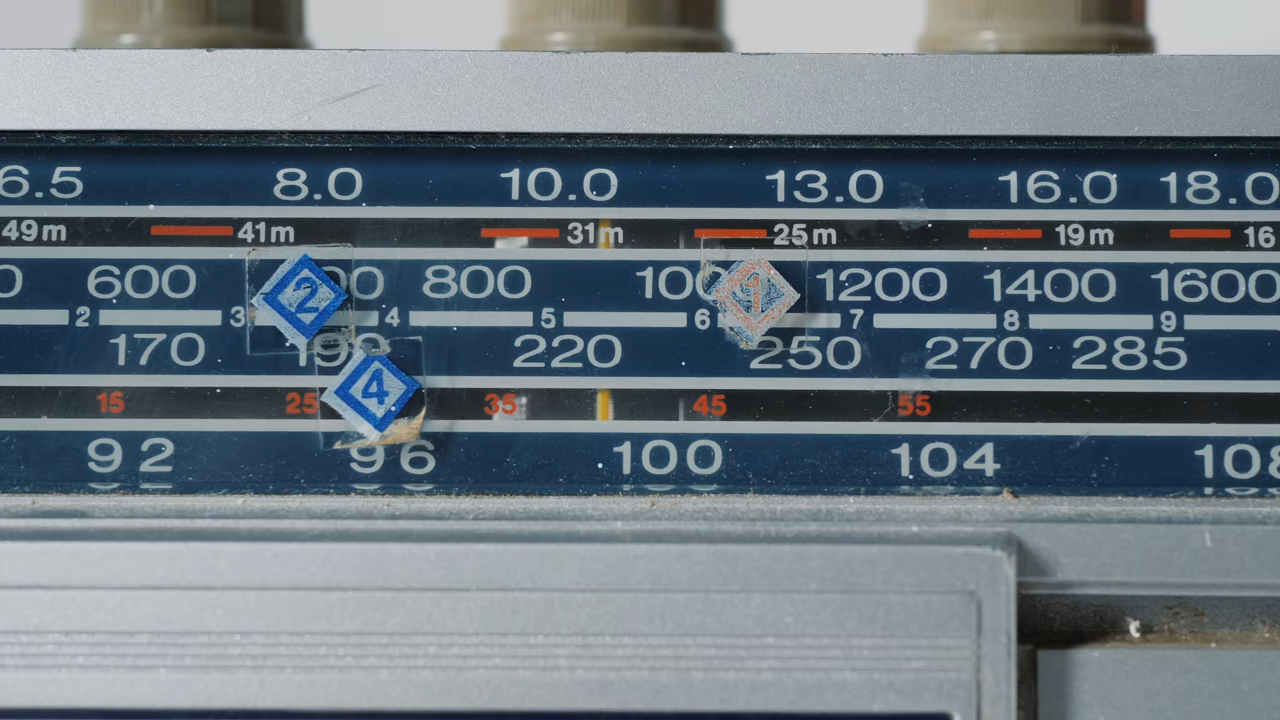 6.5 8.0 10.0 13.0 16.0 18.0
49m 41m 31m 25m 19m 16
600 800 1200 1400 1600
2 3 4 5 6 7 8 9
2 1
170 190 220 250 270 285
4
15 25 35 45 55
92 96 100 104 108